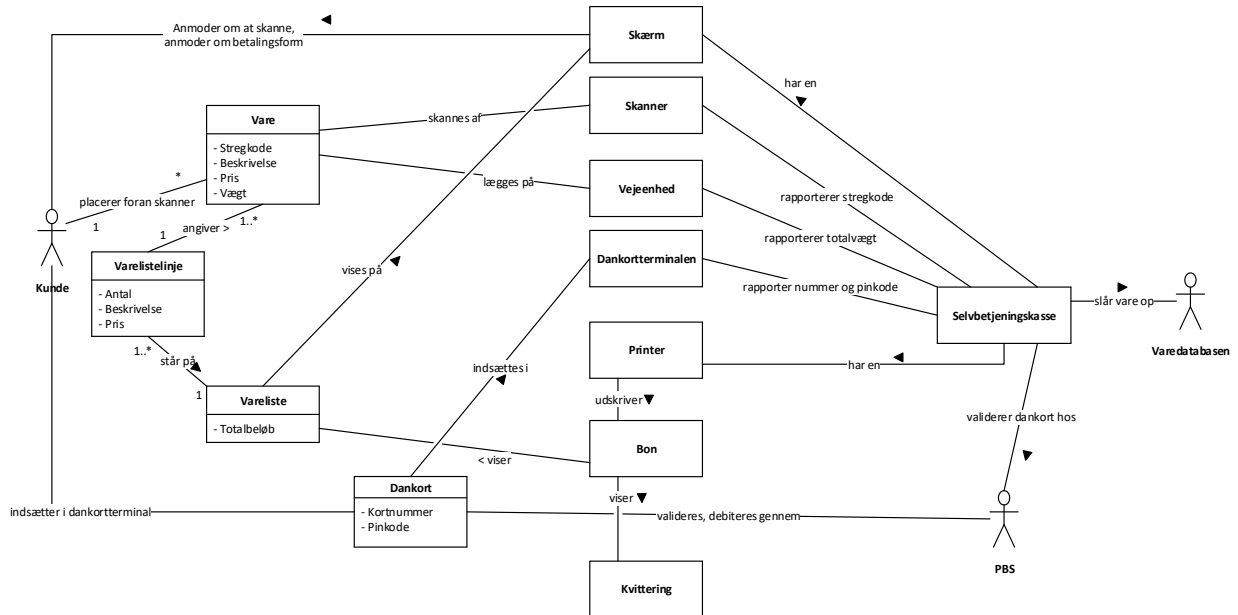 Anmoder om at skanne,
anmoder om betalingsform
Skærm
har en
Skanner
skannes af
Vare
- Stregkode
- Beskrivelse
- Pris
- Vægt
*
placerer foran skanner
1
1..*
angiver >
1
lægges på
Vejeenhed
rapporterer stregkode
rapporterer totalvægt
Kunde
Varelistelinje
- Antal
- Beskrivelse
- Pris
vises på
Dankortterminalen
rapporter nummer og pinkode
Selvbetjeningskasse
slår vare op
Varedatabasen
1..*
står på
1
Vareliste
- Totalbeløb
indsættes i
Printer
har en
udskriver
validerer dankort hos
Bon
< viser
viser
Dankort
- Kortnummer
- Pinkode
indsætter i dankortterminal
valideres, debiteres gennem
PBS
Kvittering